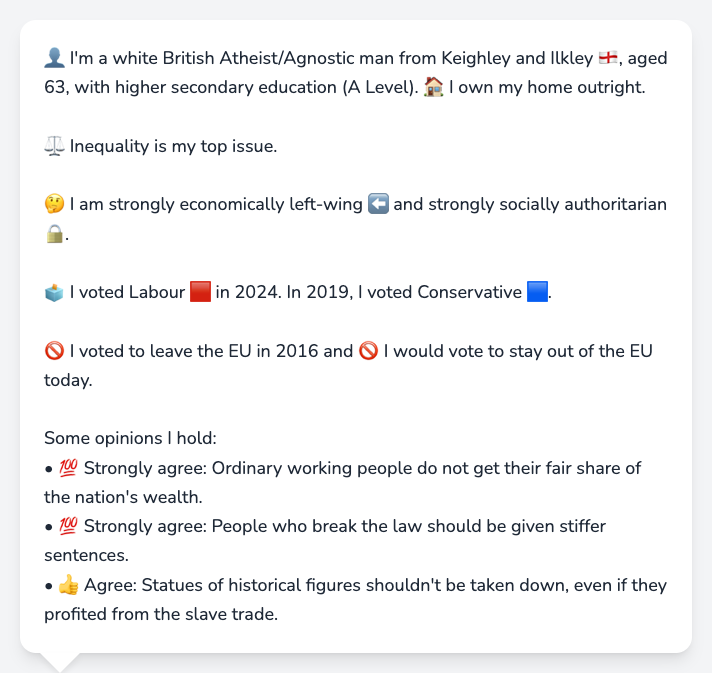 👤 I'm a white British Atheist/Agnostic man from Keighley and Ilkley 🏴󠁧󠁢󠁥󠁮󠁧󠁿, aged
63, with higher secondary education (A Level). 🏠 I own my home outright.
⚖️ Inequality is my top issue.
🤔 I am strongly economically left-wing ⬅️ and strongly socially authoritarian
🔒.
🗳️ I voted Labour 🟥 in 2024. In 2019, I voted Conservative 🟦.
🚫 I voted to leave the EU in 2016 and 🚫 I would vote to stay out of the EU
today.
Some opinions I hold:
• 💯 Strongly agree: Ordinary working people do not get their fair share of
the nation's wealth.
• 💯 Strongly agree: People who break the law should be given stiffer
sentences.
• 👍 Agree: Statues of historical figures shouldn't be taken down, even if they
profited from the slave trade.